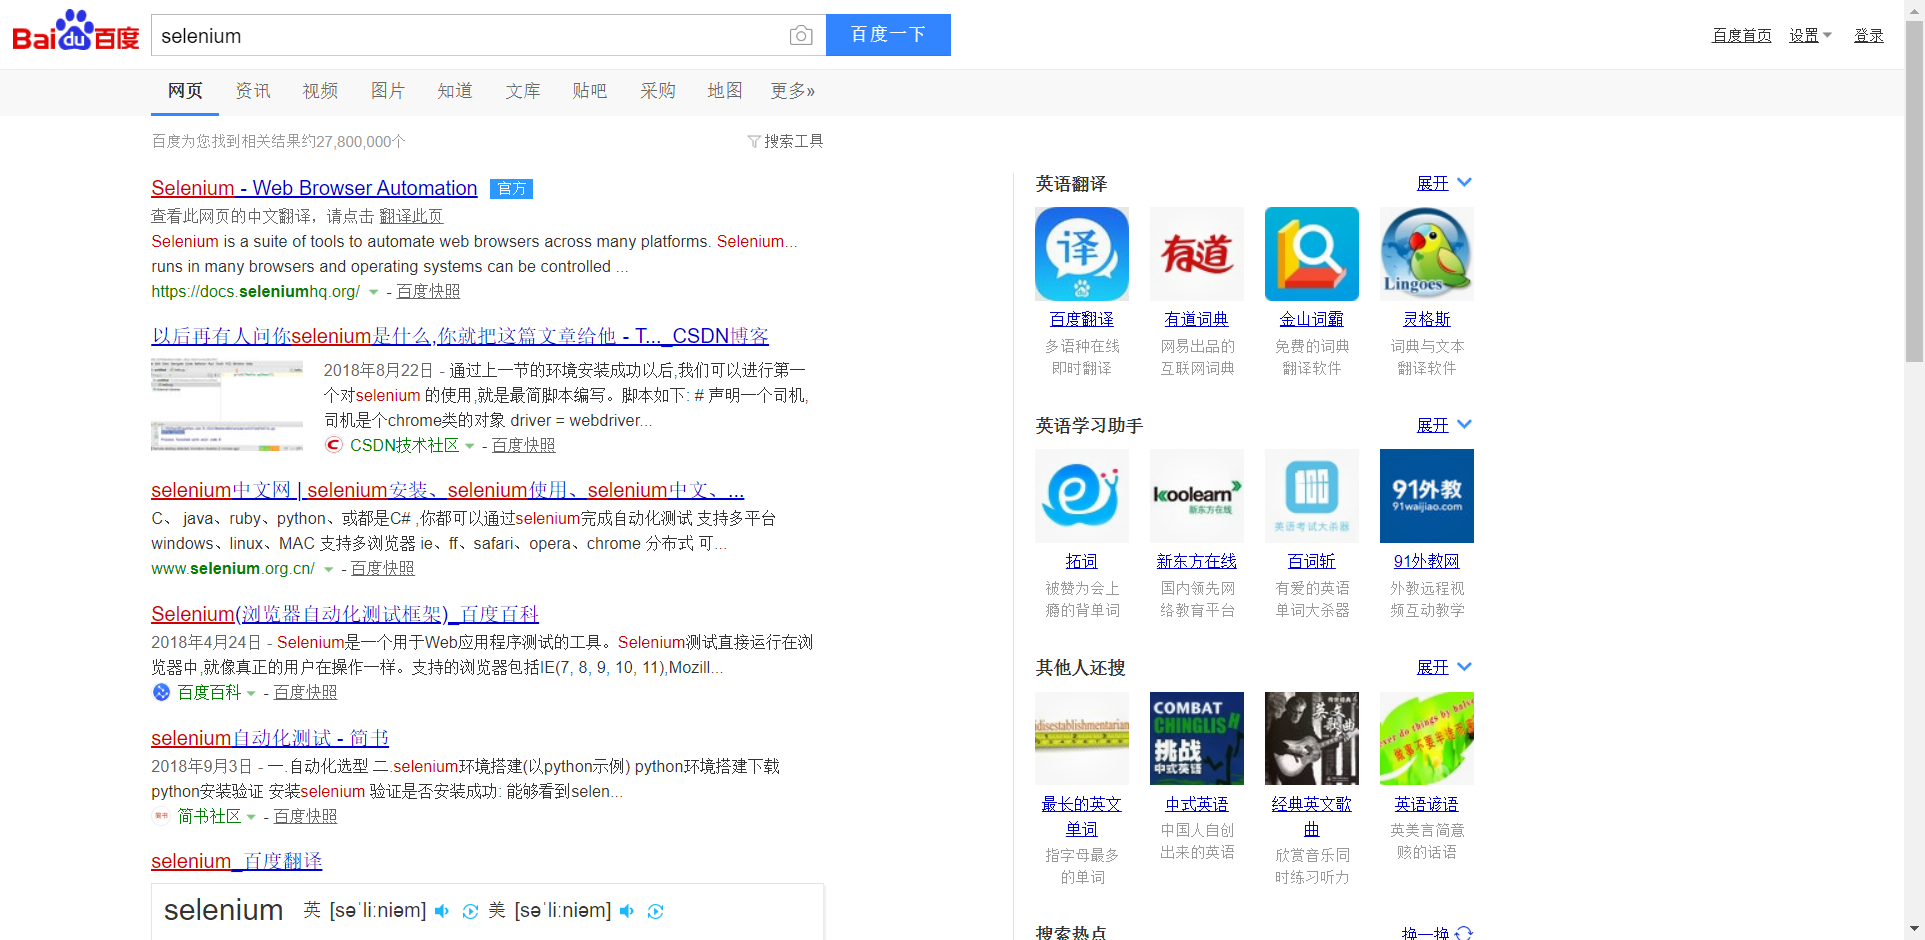 Bai du 百度
selenium
百度一下
百度首页 设置 登录
网页 资讯 视频 图片 知道 文库 贴吧 采购 地图 更多»
百度为您找到相关结果约27,800,000个
搜索工具
Selenium - Web Browser Automation 官方
查看此网页的中文翻译，请点击 翻译此页
Selenium is a suite of tools to automate web browsers across many platforms. Selenium...
runs in many browsers and operating systems can be controlled ...
https://docs.seleniumhq.org/ - 百度快照
以后再有人问你selenium是什么,你就把这篇文章给他 - T..._CSDN博客
2018年8月22日 - 通过上一节的环境安装成功以后,我们可以进行第一
个对selenium 的使用,就是最简脚本编写。脚本如下: # 声明一个司机,
司机是个chrome类的对象 driver = webdriver...
CSDN技术社区 - 百度快照
selenium中文网 | selenium安装、selenium使用、selenium中文、...
C、 java、ruby、python、或都是C# ,你都可以通过selenium完成自动化测试 支持多平台
windows、linux、MAC 支持多浏览器 ie、ff、safari、opera、chrome 分布式 可...
www.selenium.org.cn/ - 百度快照
Selenium(浏览器自动化测试框架)_百度百科
2018年4月24日 - Selenium是一个用于Web应用程序测试的工具。Selenium测试直接运行在浏
览器中,就像真正的用户在操作一样。支持的浏览器包括IE(7, 8, 9, 10, 11),Mozill...
百度百科 - 百度快照
selenium自动化测试 - 简书
2018年9月3日 - 一.自动化选型 二.selenium环境搭建(以python示例) python环境搭建下载
python安装验证 安装selenium 验证是否安装成功: 能够看到selen...
简书 简书社区 - 百度快照
selenium_百度翻译
selenium 英 [səˈliːniəm] 美 [səˈliːniəm]
英语翻译 展开
译 有道 Lingoes
百度翻译 有道词典 金山词霸 灵格斯
多语种在线 网易出品的 免费的词典 词典与文本
即时翻译 互联网词典 翻译软件 翻译软件
英语学习助手 展开
koolearn
新东方在线
英语考试大杀器
91外教
91waijiao.com
拓词 新东方在线 百词斩 91外教网
被赞为会上 国内领先网 有爱的英语 外教远程视
瘾的背单词 络教育平台 单词大杀器 频互动教学
其他人还搜 展开
idisestablishmentarian
COMBAT
CHINGLISH
挑战
中式英语
英文歌曲
ver do things by halve
做事不要半途而
最长的英文 中式英语 经典英文歌 英语谚语
单词 曲
中国人自创 英美言简意
出来的英语 赅的话语
指字母最多 欣赏音乐同
的单词 时练习听力
搜索热点 换一换